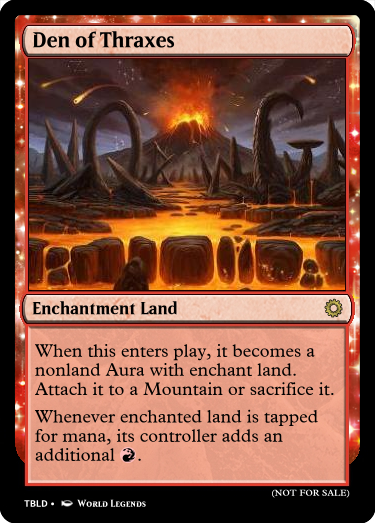 Den of Thraxes
Enchantment Land
When this enters play, it becomes a
nonland Aura with enchant land.
Attach it to a Mountain or sacrifice it.
Whenever enchanted land is tapped
for mana, its controller adds an
additional .
(NOT FOR SALE)
TBLD • World Legends